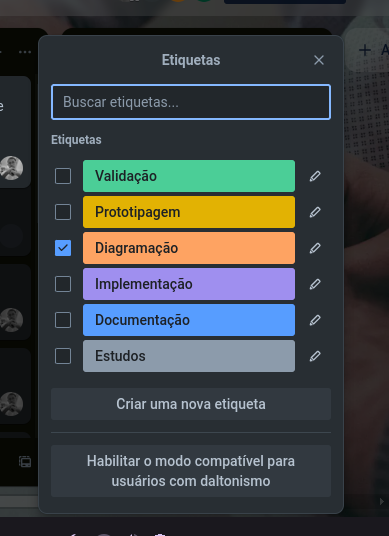 Etiquetas
Buscar etiquetas...
Etiquetas
Validação
Prototipagem
Diagramação
Implementação
Documentação
Estudos
Criar uma nova etiqueta
Habilitar o modo compatível para
usuários com daltonismo